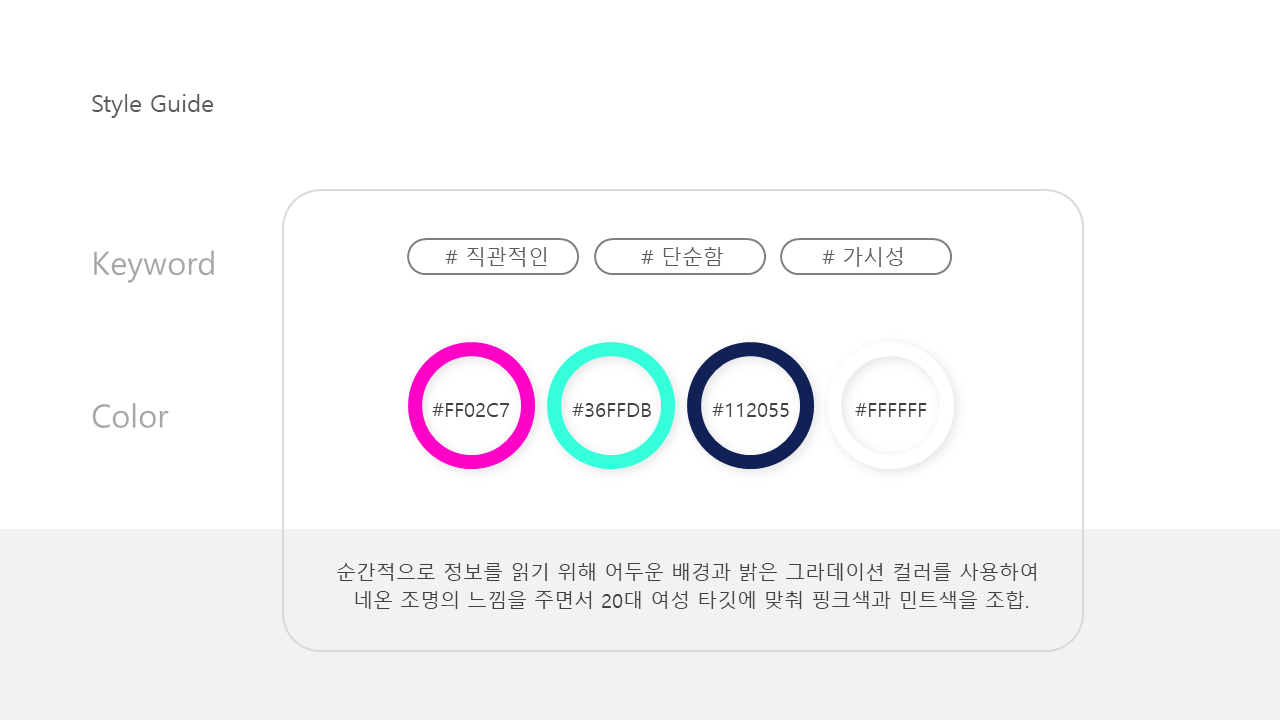 Style Guide
Keyword
# 직관적인
# 단순함
# 가시성
Color
#FF02C7
#36FFDB
#112055
#FFFFFF
순간적으로 정보를 읽기 위해 어두운 배경과 밝은 그라데이션 컬러를 사용하여
네온 조명의 느낌을 주면서 20대 여성 타깃에 맞춰 핑크색과 민트색을 조합.